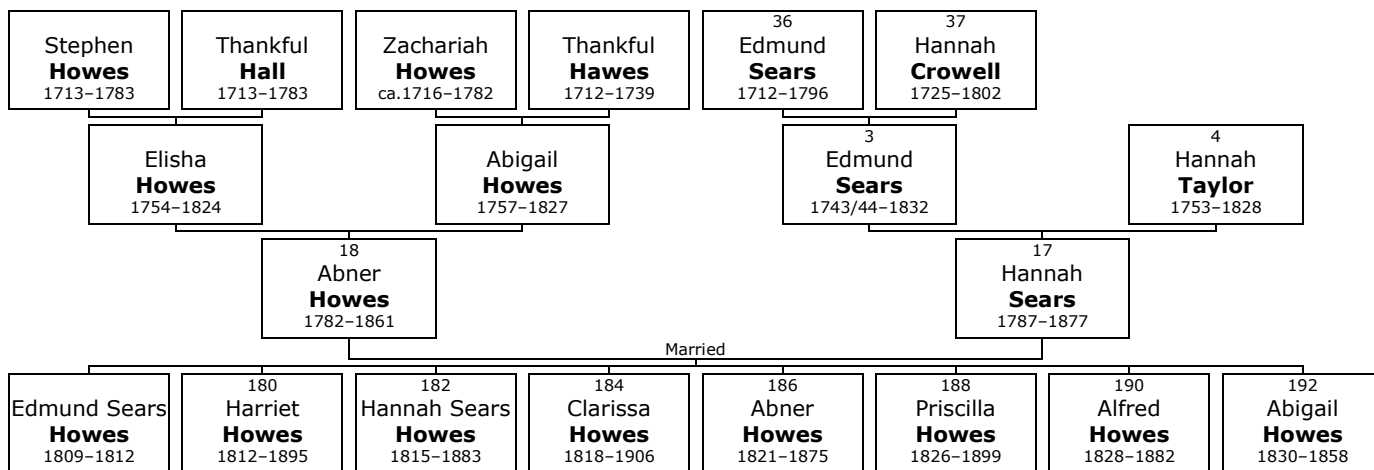 Stephen
Howes
1713–1783
Thankful
Hall
1713–1783
Zachariah
Howes
ca.1716–1782
Thankful
Hawes
1712–1739
36
Edmund
Sears
1712–1796
37
Hannah
Crowell
1725–1802
Elisha
Howes
1754–1824
Abigail
Howes
1757–1827
3
Edmund
Sears
1743/44–1832
4
Hannah
Taylor
1753–1828
18
Abner
Howes
1782–1861
17
Hannah
Sears
1787–1877
Married
Edmund Sears
Howes
1809–1812
180
Harriet
Howes
1812–1895
182
Hannah Sears
Howes
1815–1883
184
Clarissa
Howes
1818–1906
186
Abner
Howes
1821–1875
188
Priscilla
Howes
1826–1899
190
Alfred
Howes
1828–1882
192
Abigail
Howes
1830–1858